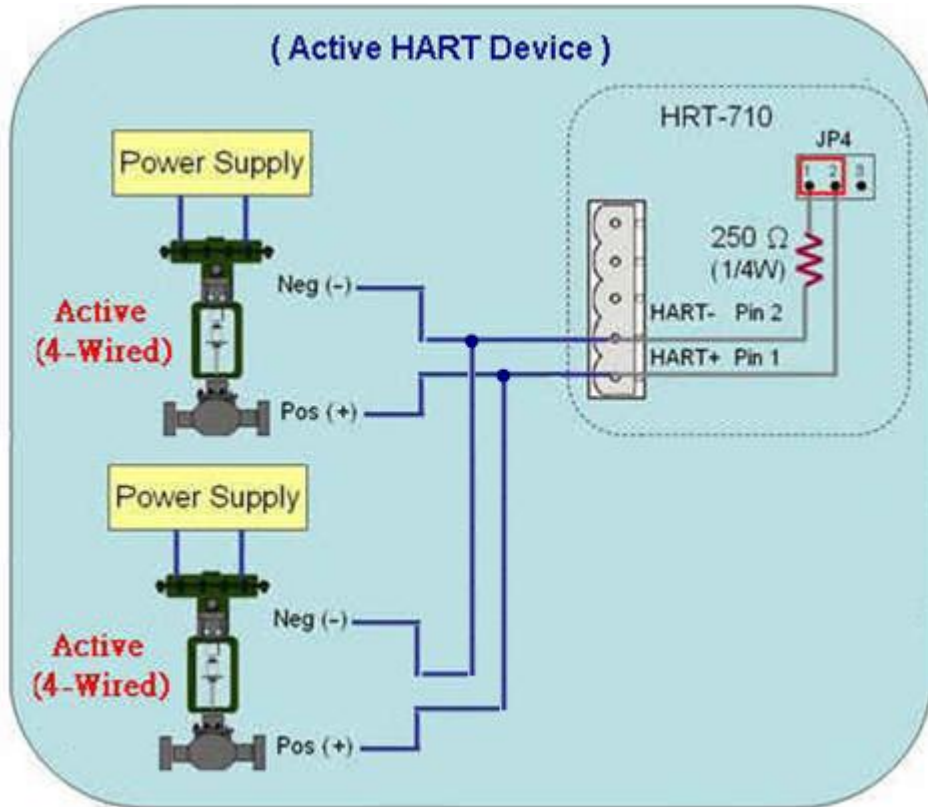 ( Active HART Device )
HRT-710
JP4
1 2 3
Power Supply
250 Ω
(1/4W)
Neg (-)
Active
(4-Wired)
HART- Pin 2
HART+ Pin 1
Pos (+)
Power Supply
Neg (-)
Active
(4-Wired)
Pos (+)